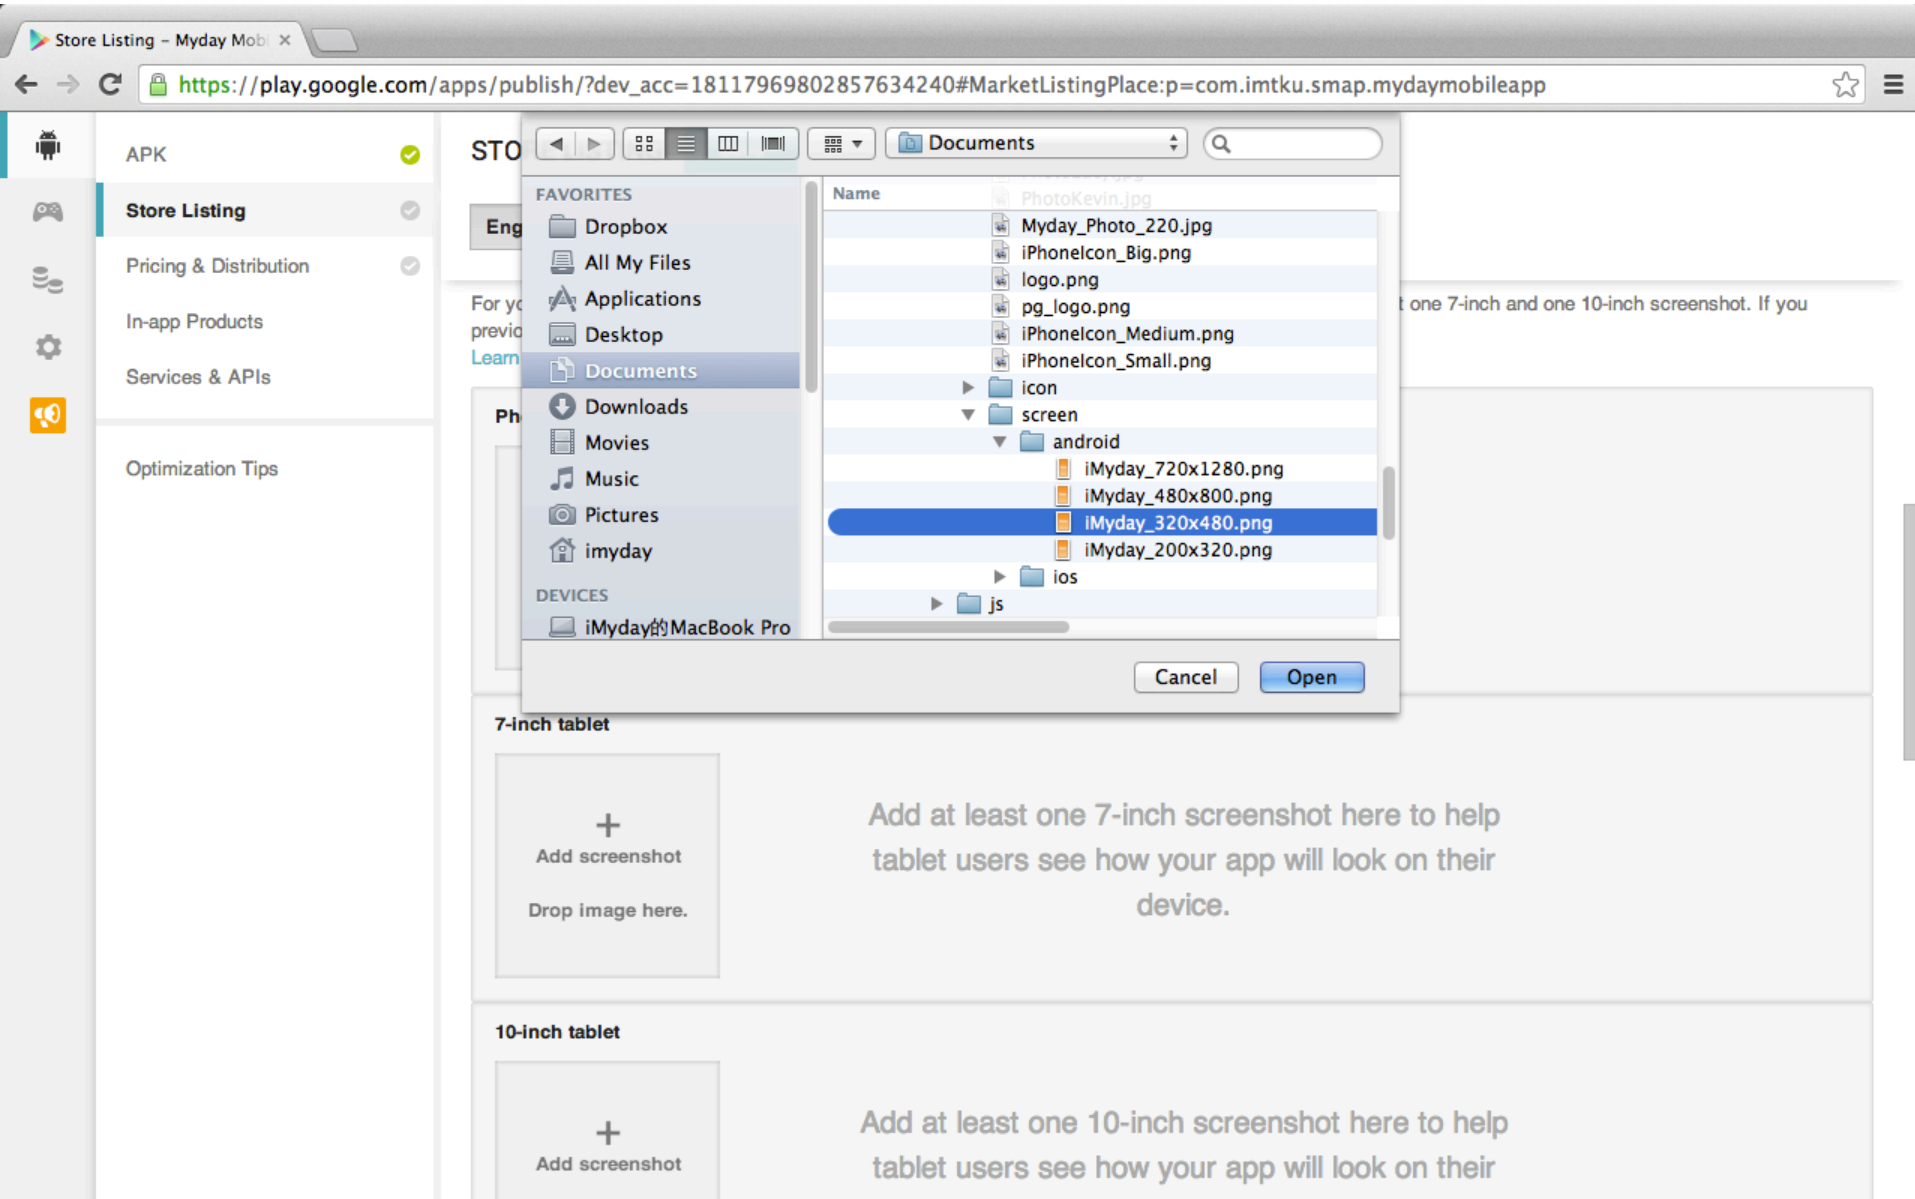 Store Listing – Myday Mob
https://play.google.com/apps/publish/?dev_acc=18117969802857634240#MarketListingPlace:p=com.imtku.smap.mydaymobileapp
APK
Store Listing
Pricing & Distribution
In-app Products
Services & APIs
Optimization Tips
STO
Eng
For yo
previo
Learn
t one 7-inch and one 10-inch screenshot. If you
Ph
Documents
FAVORITES
Dropbox
All My Files
Applications
Desktop
Documents
Downloads
Movies
Music
Pictures
imyday
DEVICES
iMyday的MacBook Pro
Name
PhotoKevin.jpg
Myday_Photo_220.jpg
iPhoneIcon_Big.png
logo.png
pg_logo.png
iPhoneIcon_Medium.png
iPhoneIcon_Small.png
icon
screen
android
iMyday_720x1280.png
iMyday_480x800.png
iMyday_320x480.png
iMyday_200x320.png
ios
js
Cancel
Open
7-inch tablet
Add screenshot
Drop image here.
Add at least one 7-inch screenshot here to help
tablet users see how your app will look on their
device.
10-inch tablet
Add screenshot
Add at least one 10-inch screenshot here to help
tablet users see how your app will look on their